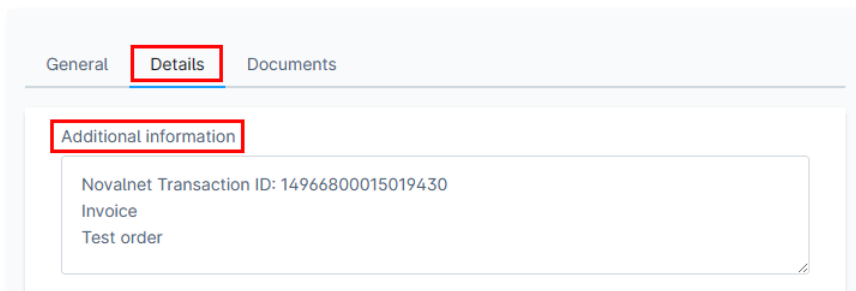 General Details Documents
Additional information
Novalnet Transaction ID: 14966800015019430
Invoice
Test order